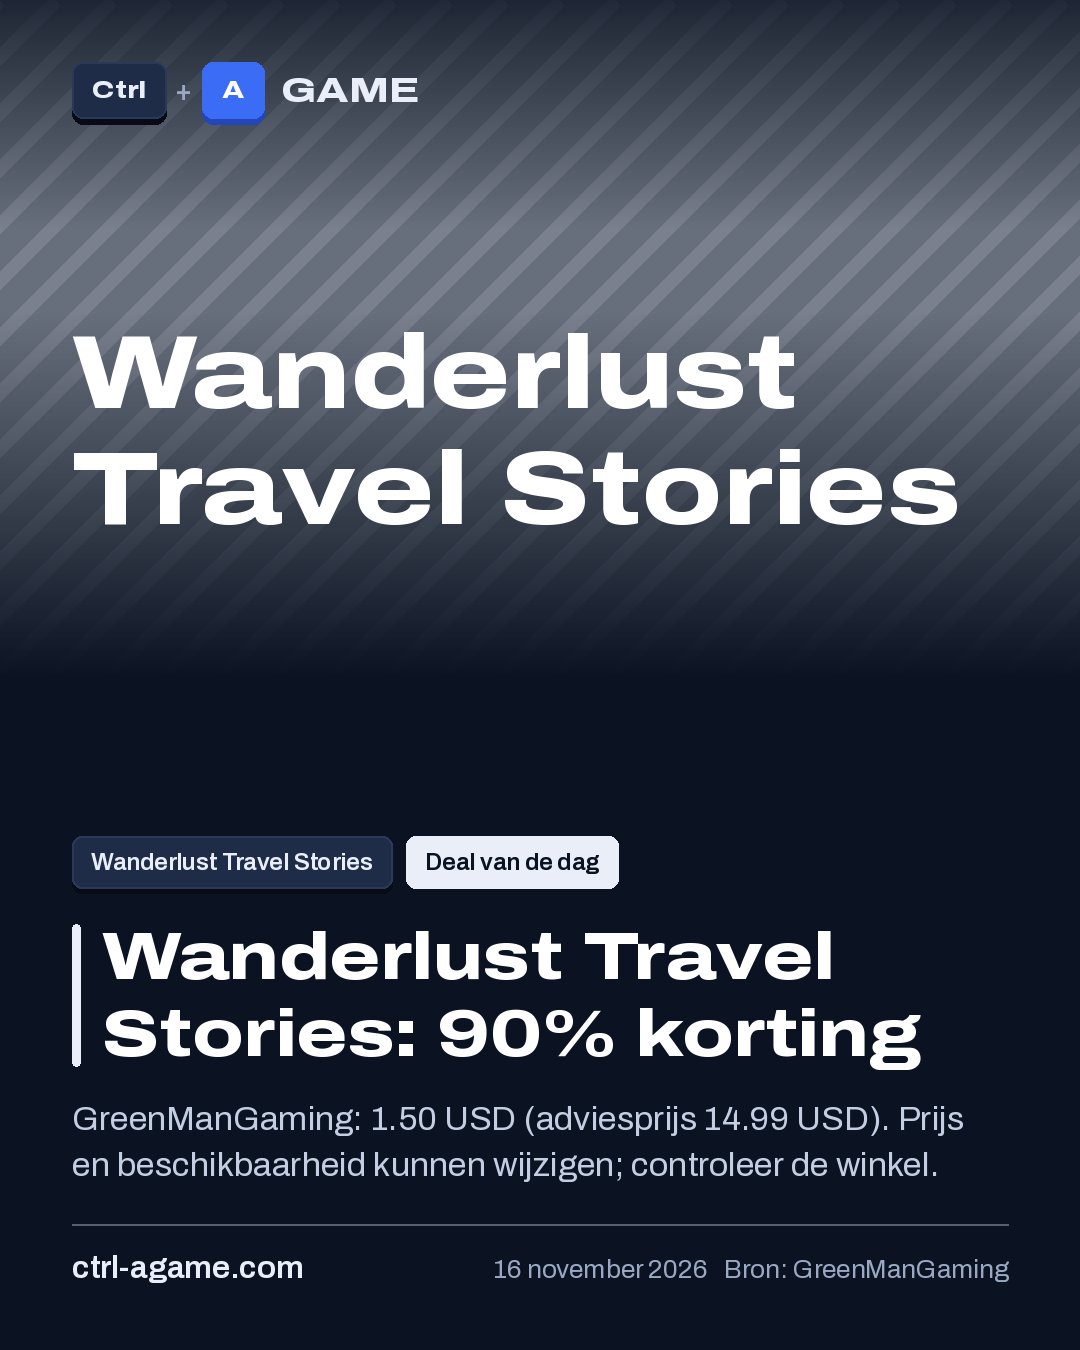 Ctrl + A GAME
Wanderlust
Travel Stories
Wanderlust Travel Stories
Deal van de dag
Wanderlust Travel
Stories: 90% korting
GreenManGaming: 1.50 USD (adviesprijs 14.99 USD). Prijs
en beschikbaarheid kunnen wijzigen; controleer de winkel.
ctrl-agame.com
16 november 2026 Bron: GreenManGaming